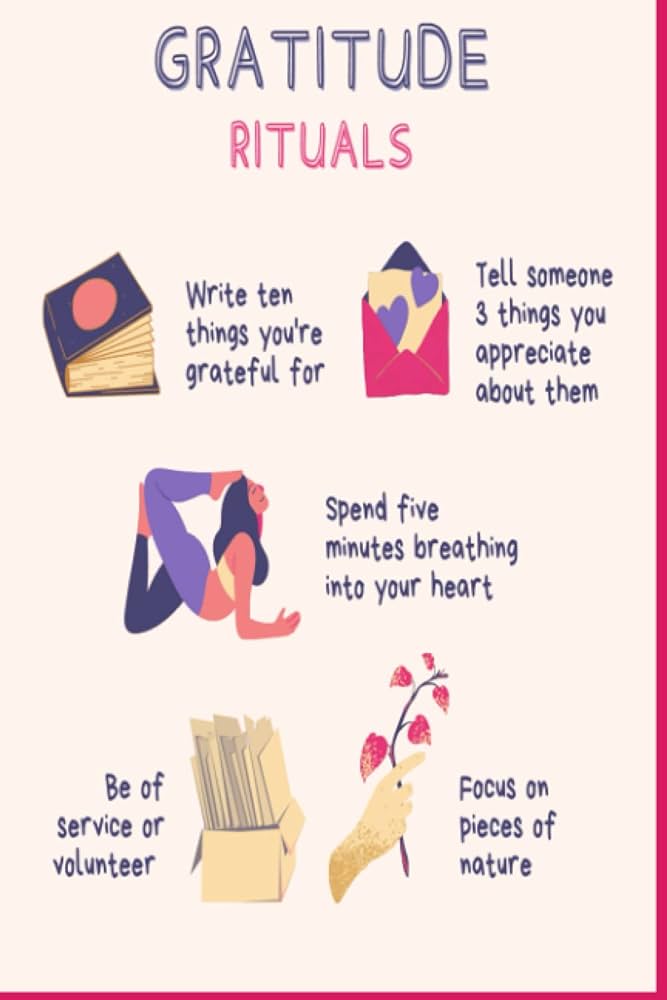 GRATITUDE
RITUALS
Write ten
things you're
grateful for
Tell someone
3 things you
appreciate
about them
Spend five
minutes breathing
into your heart
Be of
service or
volunteer
Focus on
pieces of
nature